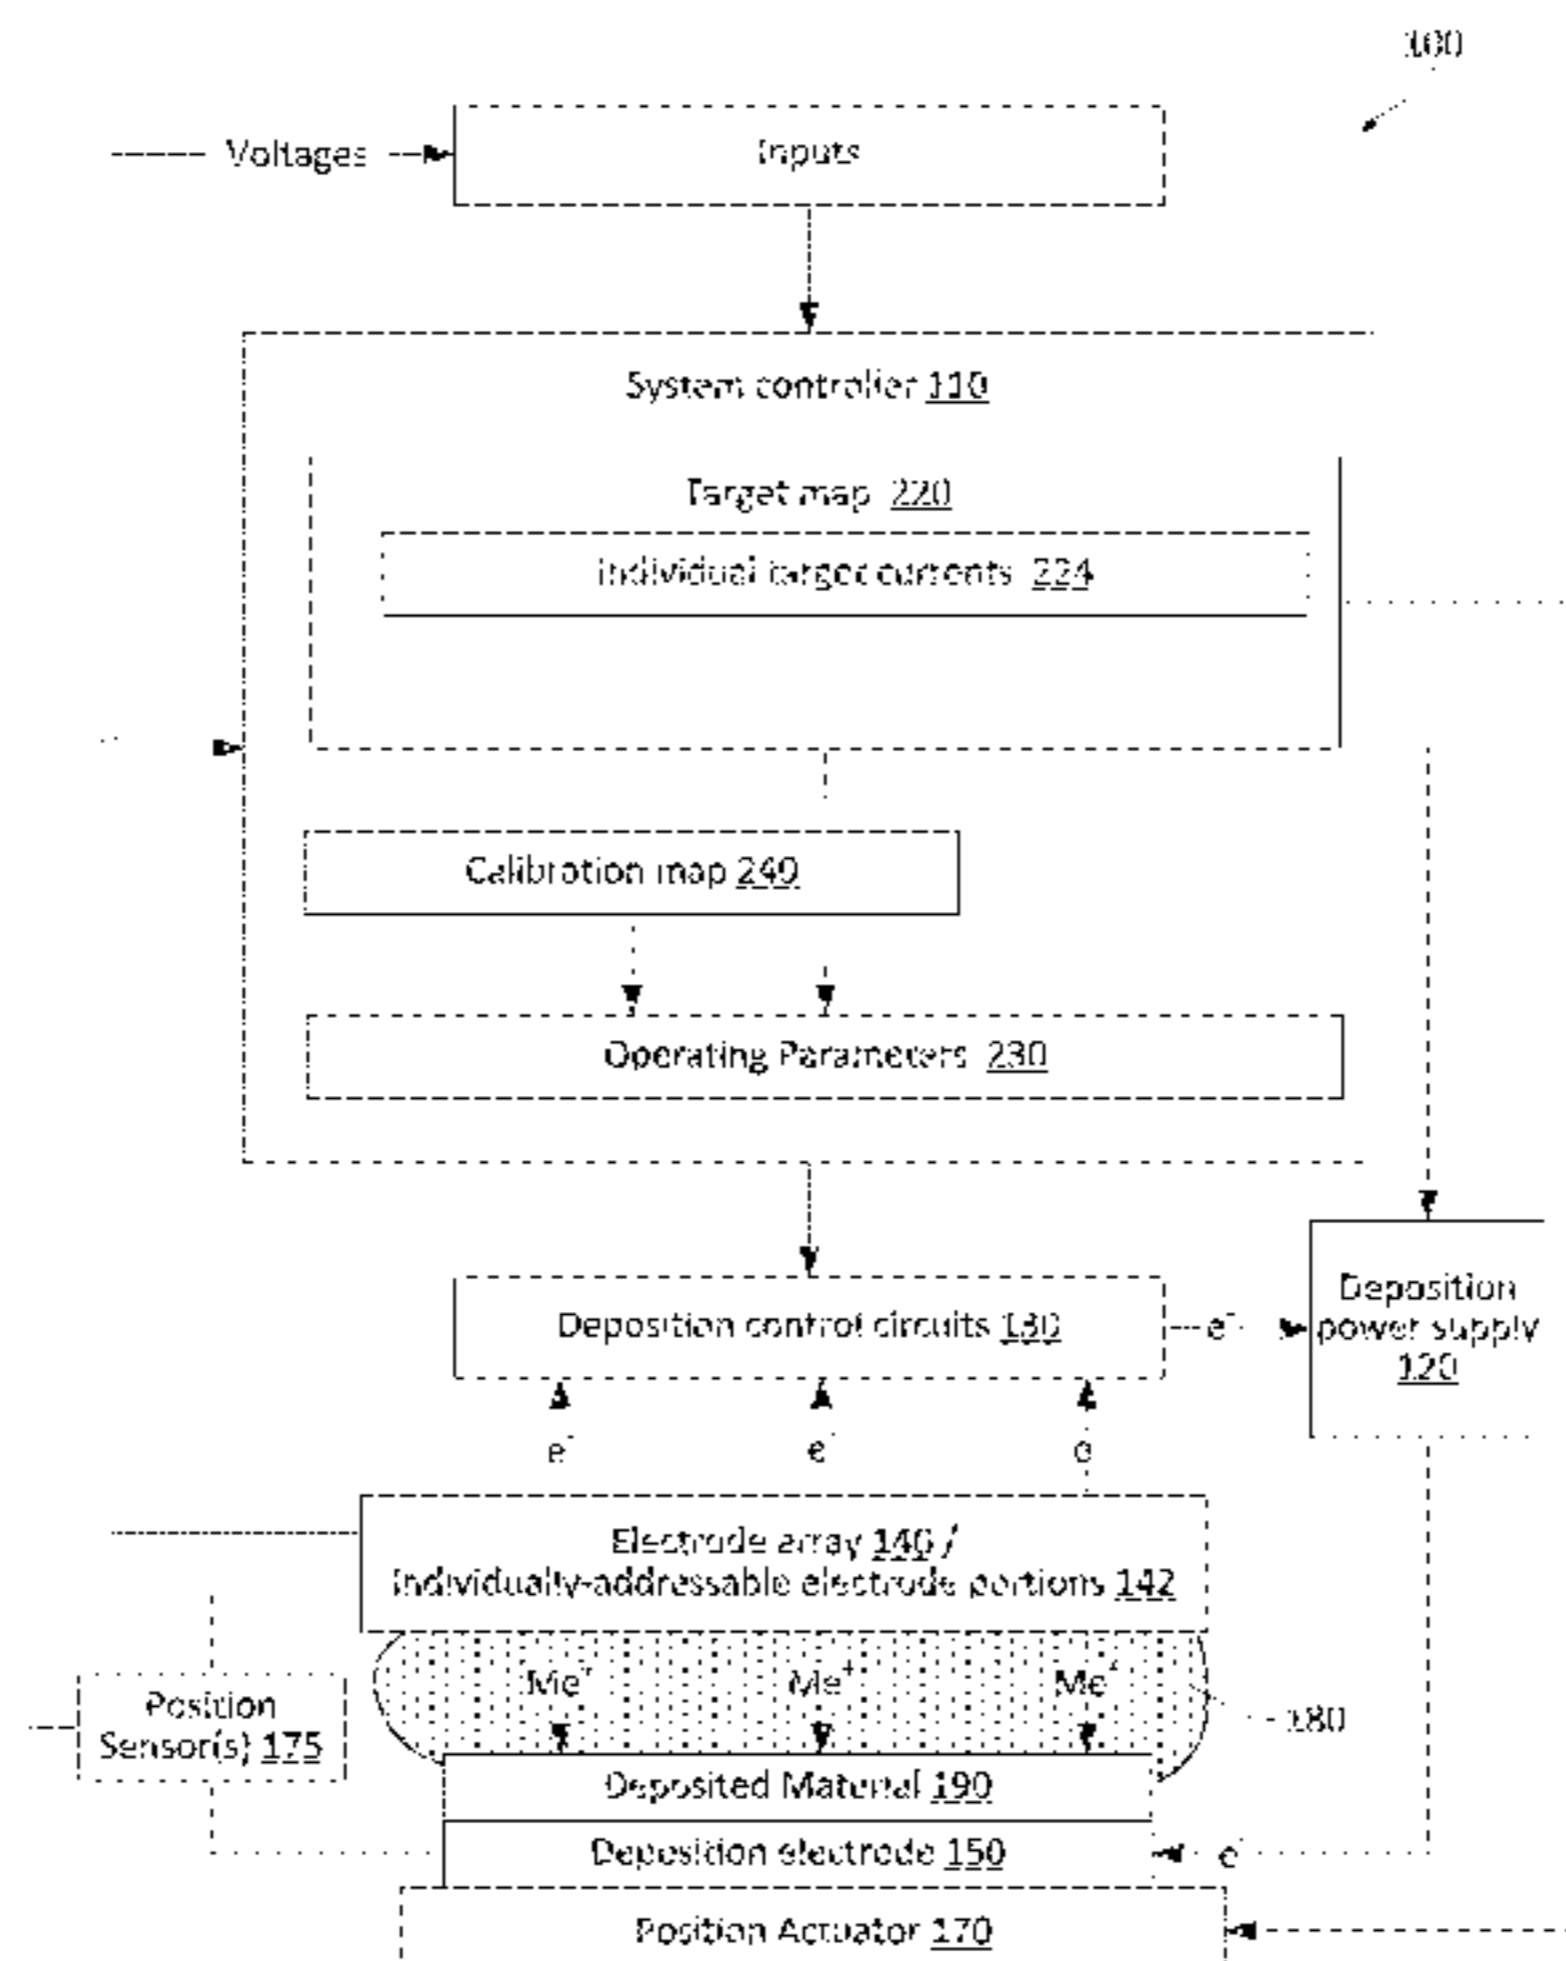 100
Voltages
Inputs
System controller 110
Target map 220
Individual target currents 224
Calibration map 240
Operating Parameters 230
Deposition control circuits 130
e-
Deposition
power supply
120
e-
e-
e
Electrode array 140 /
individually-addressable electrode portions 142
Me+
Me+
Me+
180
Position
Sensor(s) 175
Deposited Material 190
Deposition electrode 150
e-
Position Actuator 170